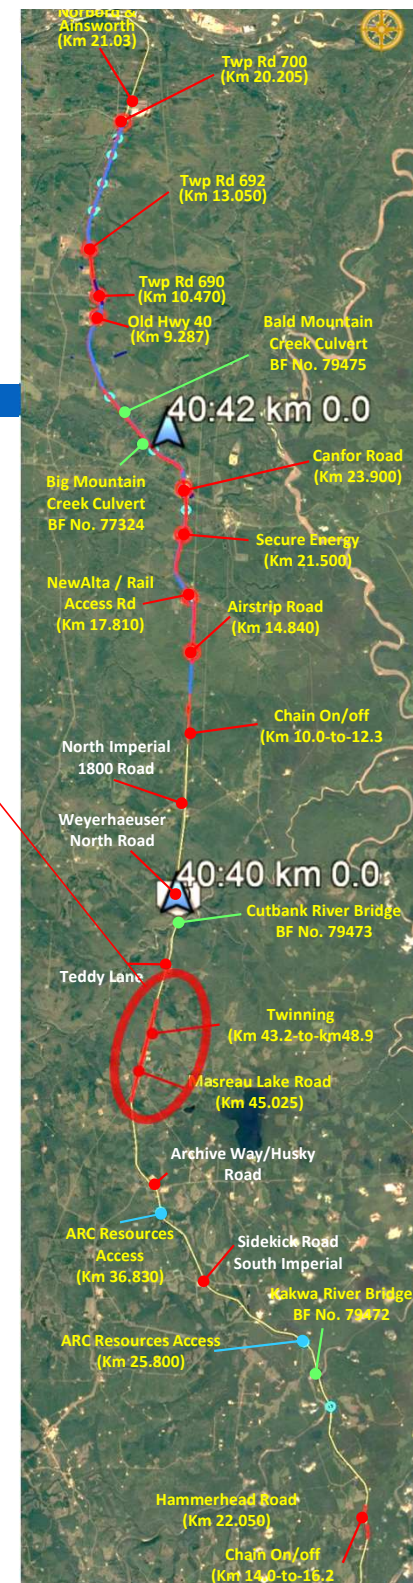 Norbord &
Ainsworth
(Km 21.03)
Twp Rd 700
(Km 20.205)
Twp Rd 692
(Km 13.050)
Twp Rd 690
(Km 10.470)
Old Hwy 40
(Km 9.287)
Bald Mountain
Creek Culvert
BF No. 79475
40:42 km 0.0
Canfor Road
(Km 23.900)
Big Mountain
Creek Culvert
BF No. 77324
Secure Energy
(Km 21.500)
NewAlta / Rail
Access Rd
(Km 17.810)
Airstrip Road
(Km 14.840)
Chain On/off
(Km 10.0-to-12.3
North Imperial
1800 Road
Weyerhaeuser
North Road
40:40 km 0.0
Cutbank River Bridge
BF No. 79473
Teddy Lane
Twinning
(Km 43.2-to-km48.9
Masreau Lake Road
(Km 45.025)
Archive Way/Husky
Road
ARC Resources
Access
(Km 36.830)
Sidekick Road
South Imperial
Kakwa River Bridge
BF No. 79472
ARC Resources Access
(Km 25.800)
Hammerhead Road
(Km 22.050)
Chain On/off
(Km 14.0-to-16.2